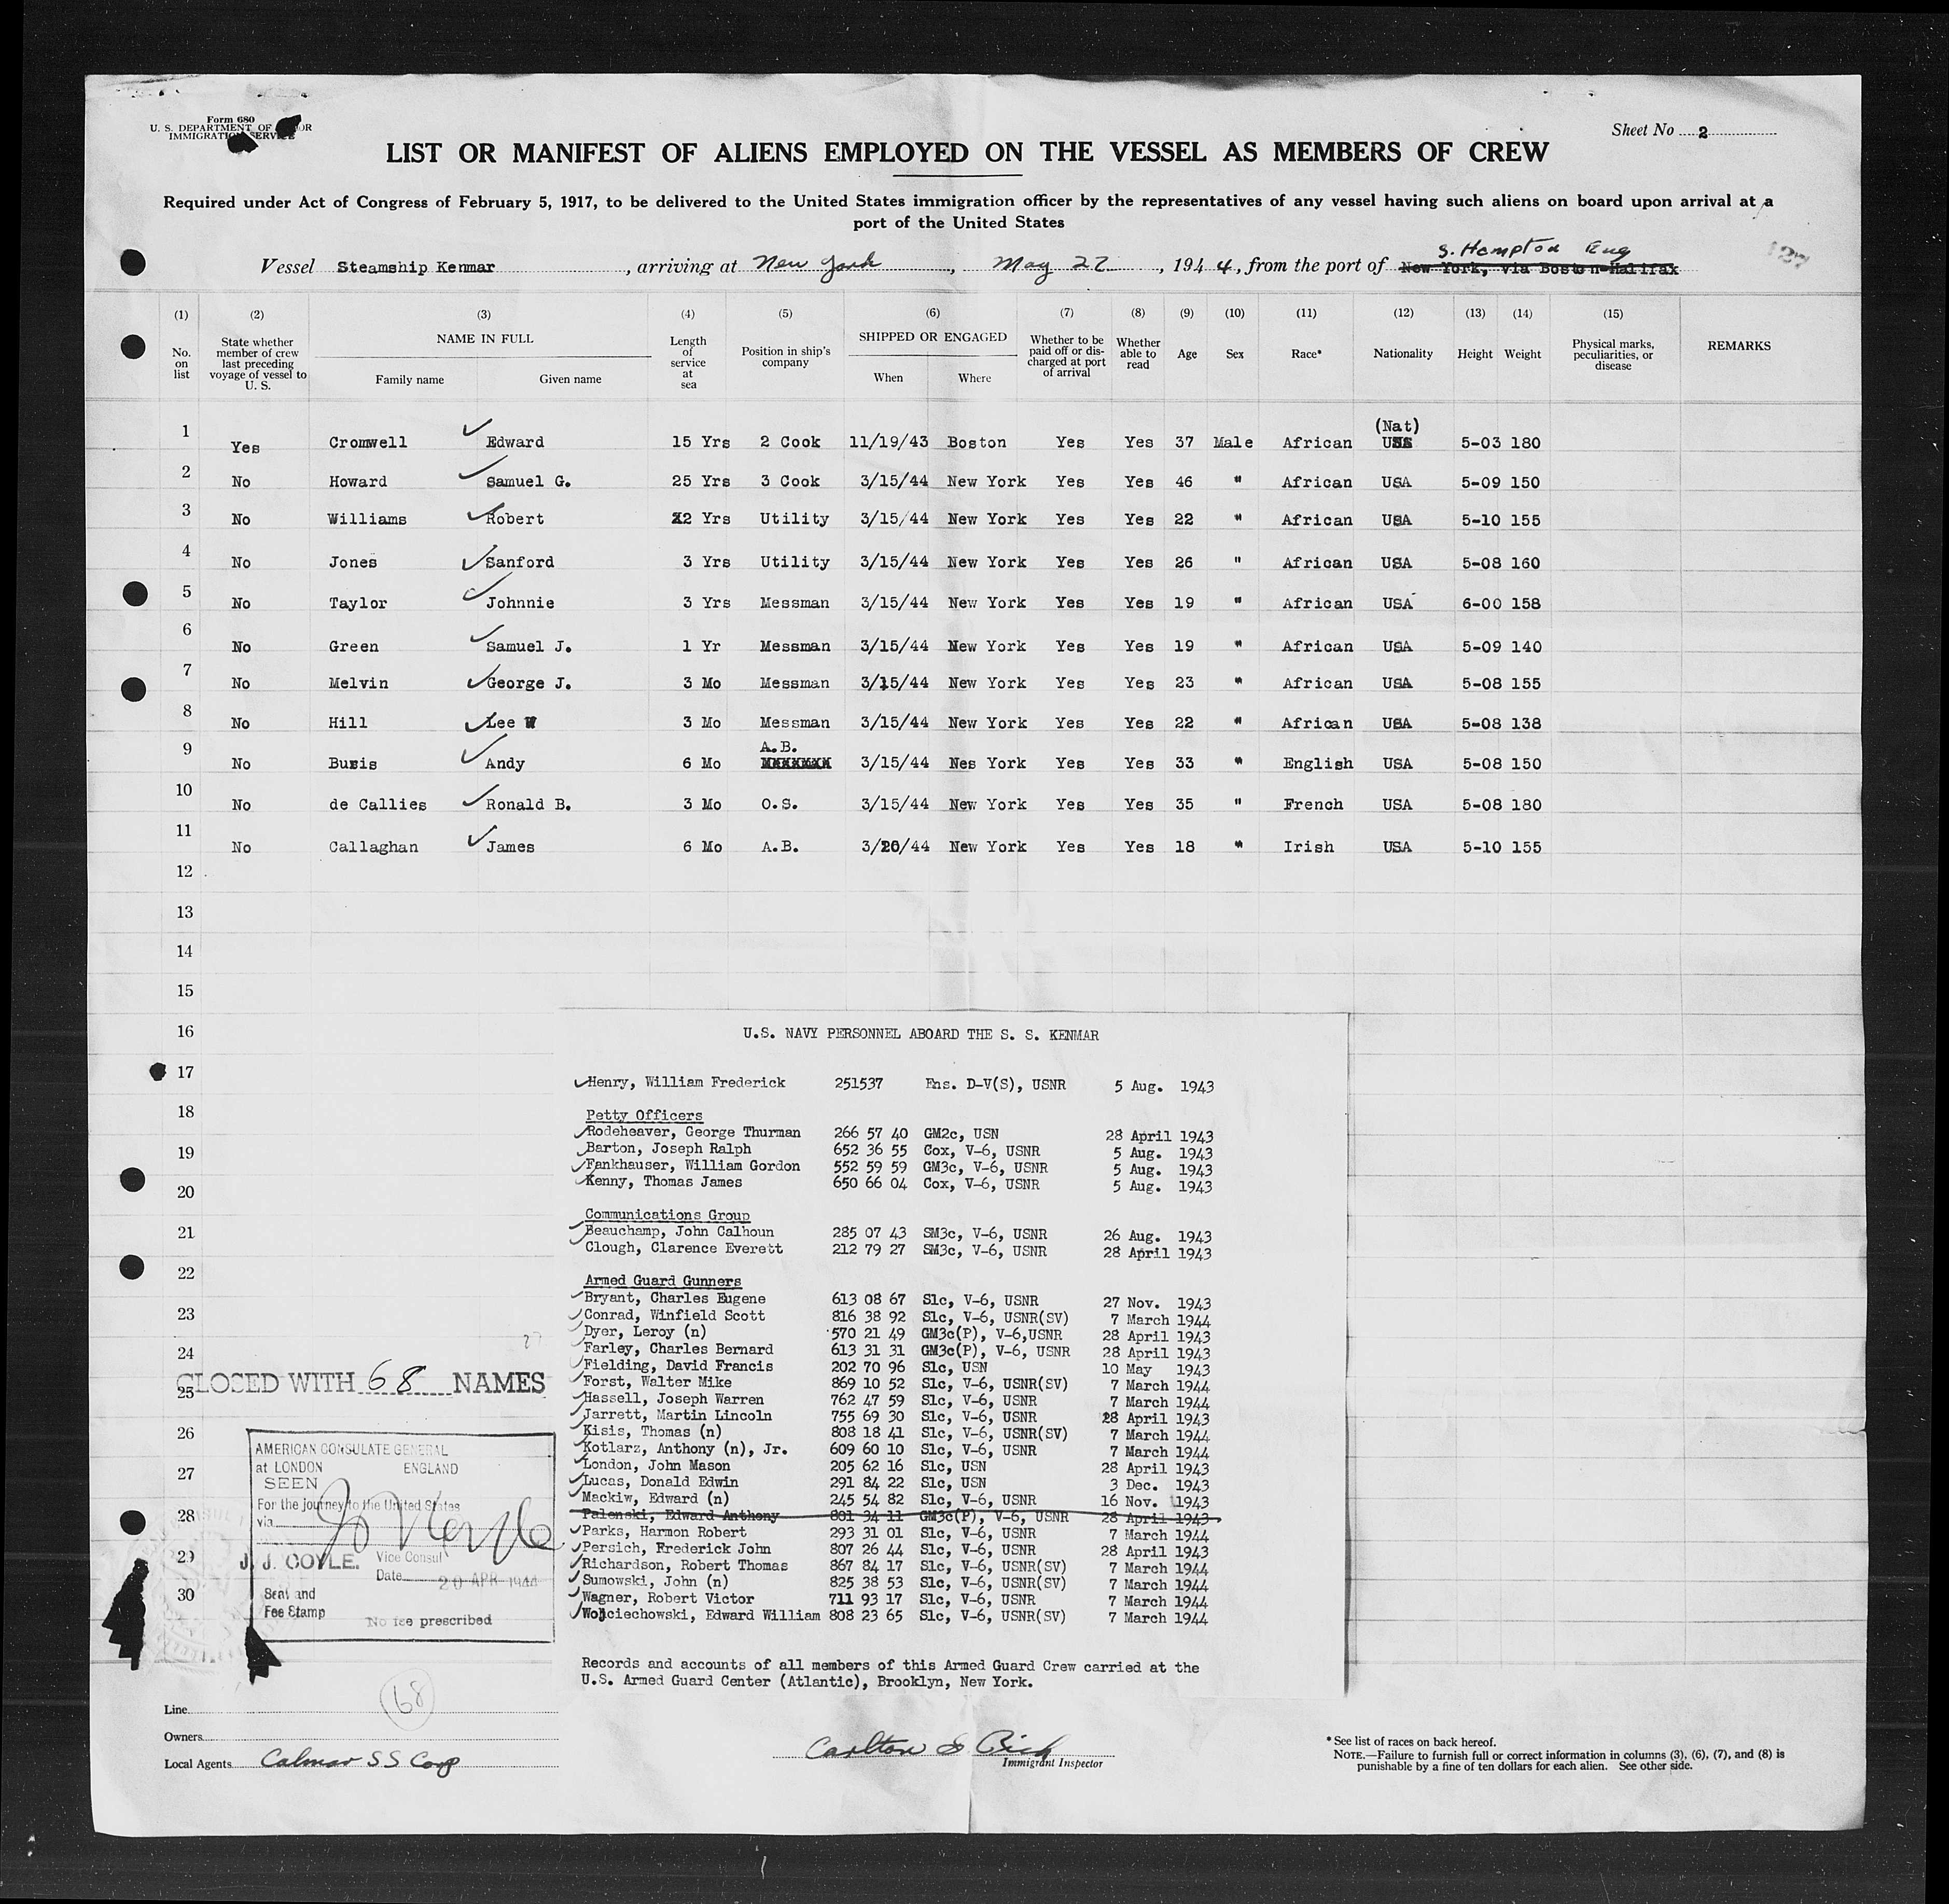 Form 680
U. S. DEPARTMENT OF
IMMIGRATION SERVICE
Sheet No 2
LIST OR MANIFEST OF ALIENS EMPLOYED ON THE VESSEL AS MEMBERS OF CREW
Required under Act of Congress of February 5, 1917, to be delivered to the United States immigration officer by the representatives of any vessel having such aliens on board upon arrival at a
port of the United States
S. Hampton Eng
Vessel Steamship Kenmar, arriving at New York, May 22, 1944, from the port of New York, via Boston-Halifax
(1) (2) (3) (4) (5) (6) (7) (8) (9) (10) (11) (12) (13) (14) (15)
No. on list State whether member of crew last preceding voyage of vessel to U. S. NAME IN FULL Family name Given name Length of service at sea Position in ship's company SHIPPED OR ENGAGED When Where Whether to be paid off or discharged at port of arrival Whether able to read Age Sex Race* Nationality Height Weight Physical marks, peculiarities, or disease REMARKS
(Nat)
1 Yes Cromwell Edward 15 Yrs 2 Cook 11/19/43 Boston Yes Yes 37 Male African US 5-03 180
2 No Howard Samuel G. 25 Yrs 3 Cook 3/15/44 New York Yes Yes 46 " African USA 5-09 150
3 No Williams Robert 2 Yrs Utility 3/15/44 New York Yes Yes 22 " African USA 5-10 155
4 No Jones Sanford 3 Yrs Utility 3/15/44 New York Yes Yes 26 " African USA 5-08 160
5 No Taylor Johnnie 3 Yrs Messman 3/15/44 New York Yes Yes 19 " African USA 6-00 158
6 No Green Samuel J. 1 Yr Messman 3/15/44 New York Yes Yes 19 " African USA 5-09 140
7 No Melvin George J. 3 Mo Messman 3/15/44 New York Yes Yes 23 " African USA 5-08 155
8 No Hill Lee W 3 Mo Messman 3/15/44 New York Yes Yes 22 " African USA 5-08 138
A.B.
9 No Busis Andy 6 Mo 3/15/44 Nes York Yes Yes 33 " English USA 5-08 150
10 No de Callies Ronald B. 3 Mo O.S. 3/15/44 New York Yes Yes 35 " French USA 5-08 180
11 No Callaghan James 6 Mo A.B. 3/20/44 New York Yes Yes 18 " Irish USA 5-10 155
12
13
14
15
16
17
18
19
20
21
22
23
24
25
26
27
28
29
30
U.S. NAVY PERSONNEL ABOARD THE S. S. KENMAR
Henry, William Frederick 251537 Ens. D-V(S), USNR 5 Aug. 1943
Petty Officers
Rodeheaver, George Thurman 266 57 40 GM2c, USN 28 April 1943
Barton, Joseph Ralph 652 36 55 Cox, V-6, USNR 5 Aug. 1943
Fankhauser, William Gordon 552 59 59 GM3c, V-6, USNR 5 Aug. 1943
Kenny, Thomas James 650 66 04 Cox, V-6, USNR 5 Aug. 1943
Communications Group
Beauchamp, John Calhoun 285 07 43 SM3c, V-6, USNR 26 Aug. 1943
Clough, Clarence Everett 212 79 27 SM3c, V-6, USNR 28 April 1943
Armed Guard Gunners
Bryant, Charles Eugene 613 08 67 S1c, V-6, USNR 27 Nov. 1943
Conrad, Winfield Scott 816 38 92 S1c, V-6, USNR(SV) 7 March 1944
Dyer, Leroy (n) 570 21 49 GM3c(P), V-6,USNR 28 April 1943
Farley, Charles Bernard 613 31 31 GM3c(P), V-6, USNR 28 April 1943
Fielding, David Francis 202 70 96 S1c, USN 10 May 1943
Forst, Walter Mike 869 10 52 S1c, V-6, USNR(SV) 7 March 1944
Hassell, Joseph Warren 762 47 59 S1c, V-6, USNR 7 March 1944
Jarrett, Martin Lincoln 755 69 30 S1c, V-6, USNR 28 April 1943
Kisis, Thomas (n) 808 18 41 S1c, V-6, USNR(SV) 7 March 1944
Kotlarz, Anthony (n), Jr. 609 60 10 S1c, V-6, USNR 7 March 1944
London, John Mason 205 62 16 S1c, USN 28 April 1943
Lucas, Donald Edwin 291 84 22 S1c, USN 3 Dec. 1943
Mackiw, Edward (n) 245 54 82 S1c, V-6, USNR 16 Nov. 1943
Palenski, Edward Anthony 801 34 11 GM3c(P), V-6, USNR 28 April 1943
Parks, Harmon Robert 293 31 01 S1c, V-6, USNR 7 March 1944
Persich, Frederick John 807 26 44 S1c, V-6, USNR 28 April 1943
Richardson, Robert Thomas 867 84 17 S1c, V-6, USNR(SV) 7 March 1944
Sumowski, John (n) 825 38 53 S1c, V-6, USNR(SV) 7 March 1944
Wagner, Robert Victor 711 93 17 S1c, V-6, USNR 7 March 1944
Wojciechowski, Edward William 808 23 65 S1c, V-6, USNR(SV) 7 March 1944
Records and accounts of all members of this Armed Guard Crew carried at the
U.S. Armed Guard Center (Atlantic), Brooklyn, New York.
CLOSED WITH 68 NAMES
AMERICAN CONSULATE GENERAL
at LONDON ENGLAND
SEEN
For the journey to the United States
via
J. J. COYLE. Vice Consul
Date 20 APR 1944
Seal and
Fee Stamp
No fee prescribed
68
Line
Owners
Local Agents Calmar SS Corp
Carlton
Immigrant Inspector
* See list of races on back hereof.
NOTE.—Failure to furnish full or correct information in columns (3), (6), (7), and (8) is
punishable by a fine of ten dollars for each alien. See other side.